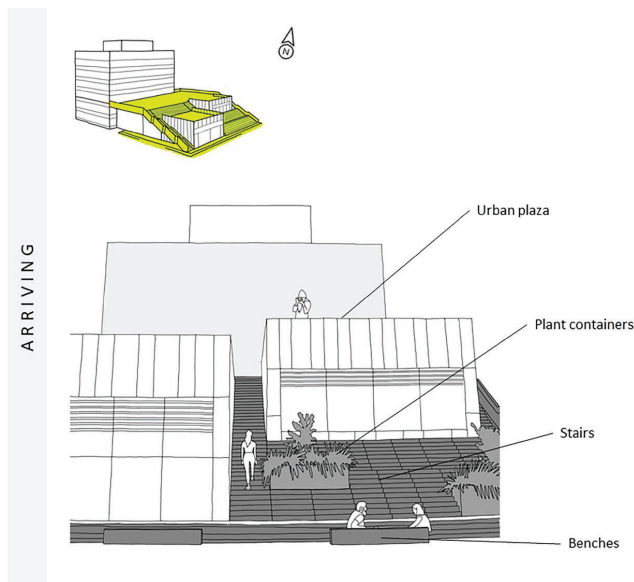 N
ARRIVING
Urban plaza
Plant containers
Stairs
Benches